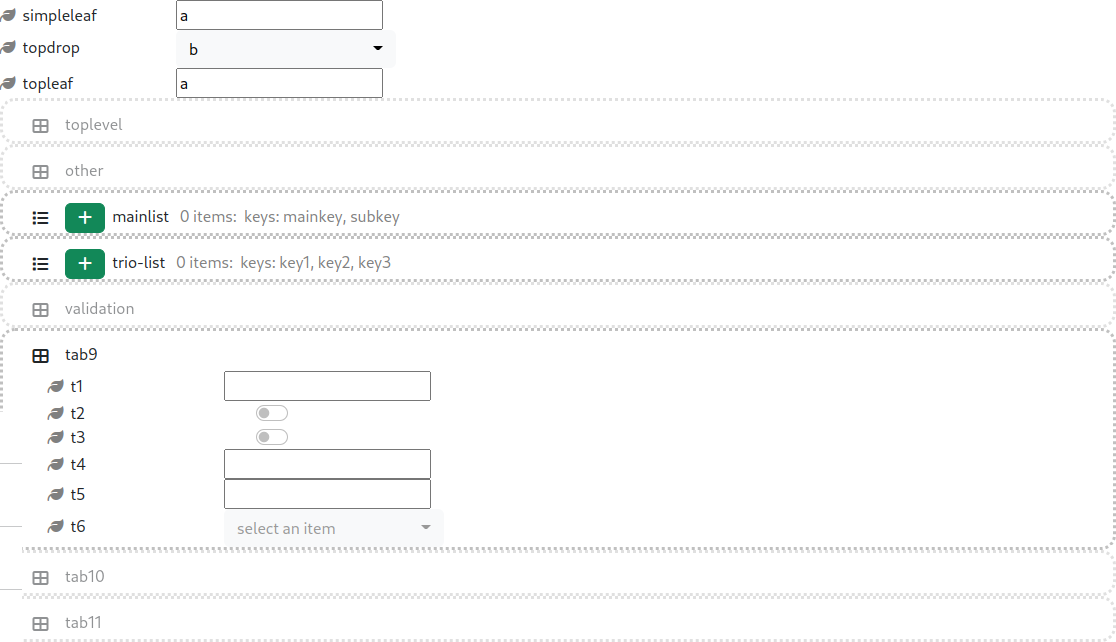 simpleleaf a
topdrop b
topleaf a
toplevel
other
+ mainlist 0 items: keys: mainkey, subkey
+ trio-list 0 items: keys: key1, key2, key3
validation
tab9
t1
t2
t3
t4
t5
t6 select an item
tab10
tab11